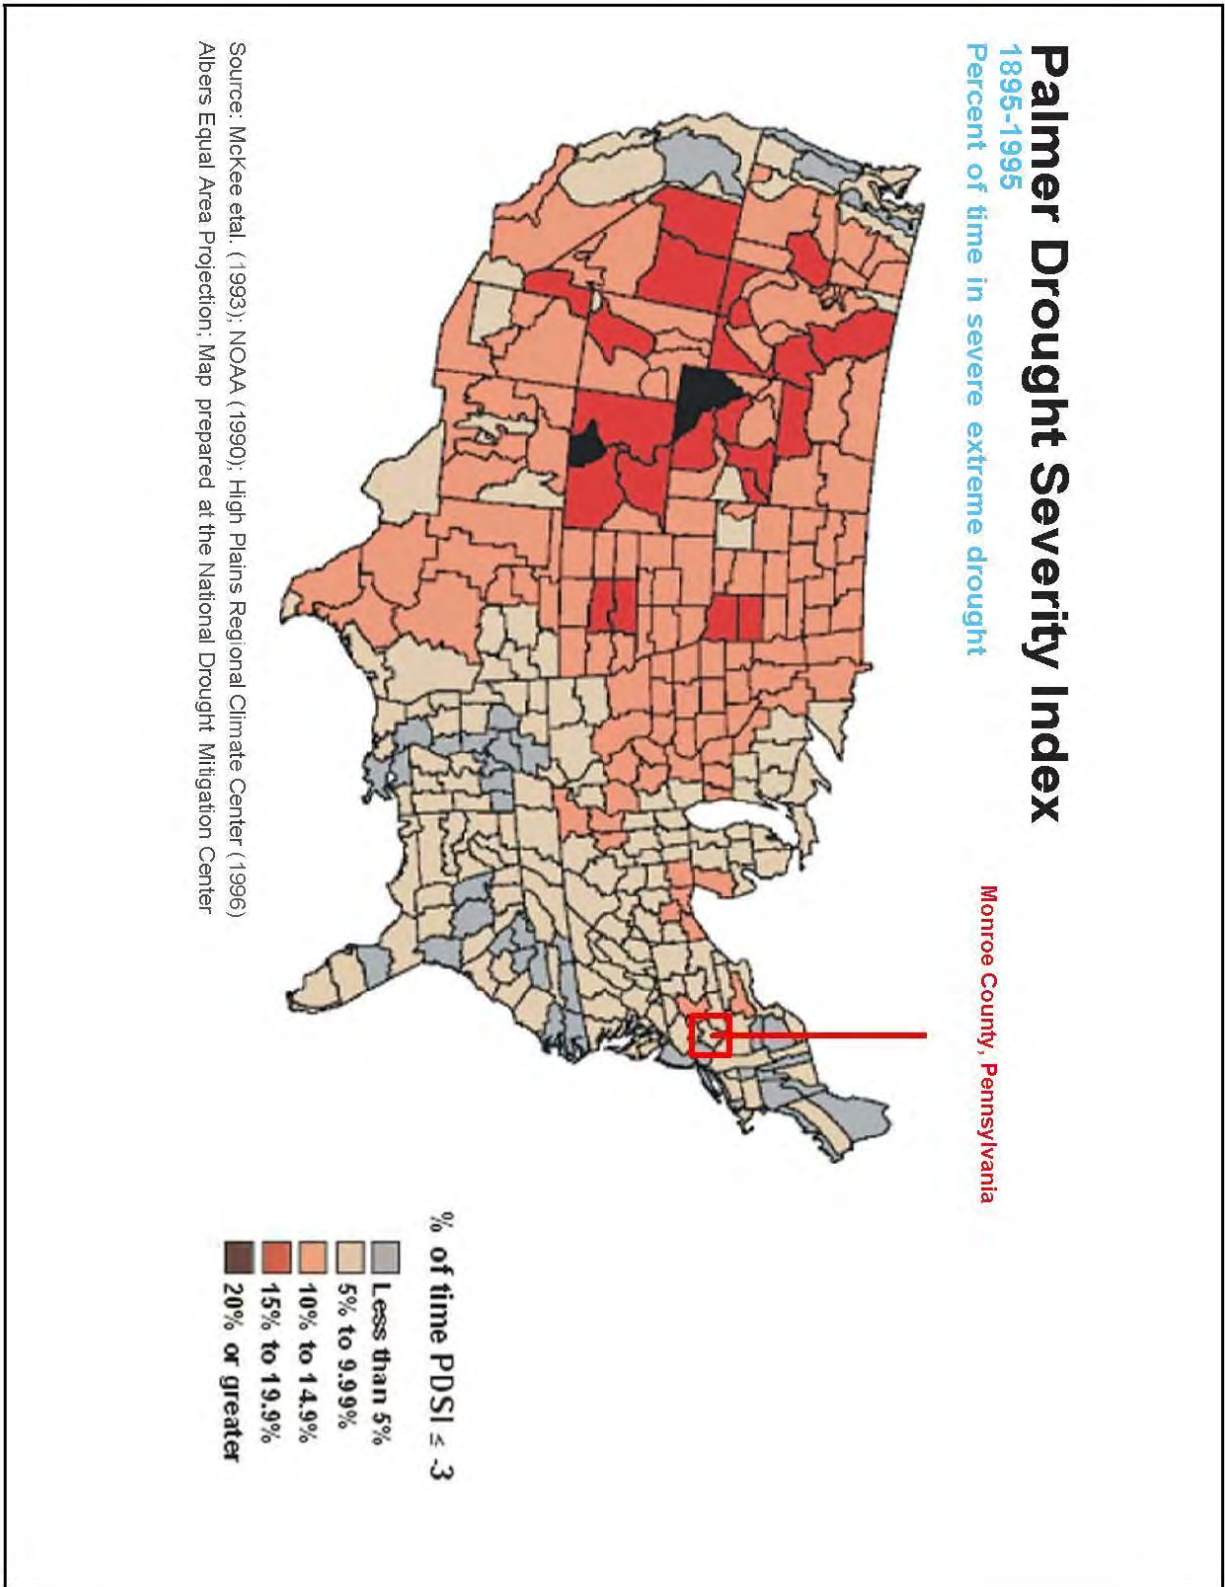 Palmer Drought Severity Index
1895-1995
Percent of time in severe extreme drought
Monroe County, Pennsylvania
% of time PDSI ≤ -3
Less than 5%
5% to 9.99%
10% to 14.9%
15% to 19.9%
20% or greater
Source: McKee etal. (1993); NOAA (1990); High Plains Regional Climate Center (1996)
Albers Equal Area Projection; Map prepared at the National Drought Mitigation Center